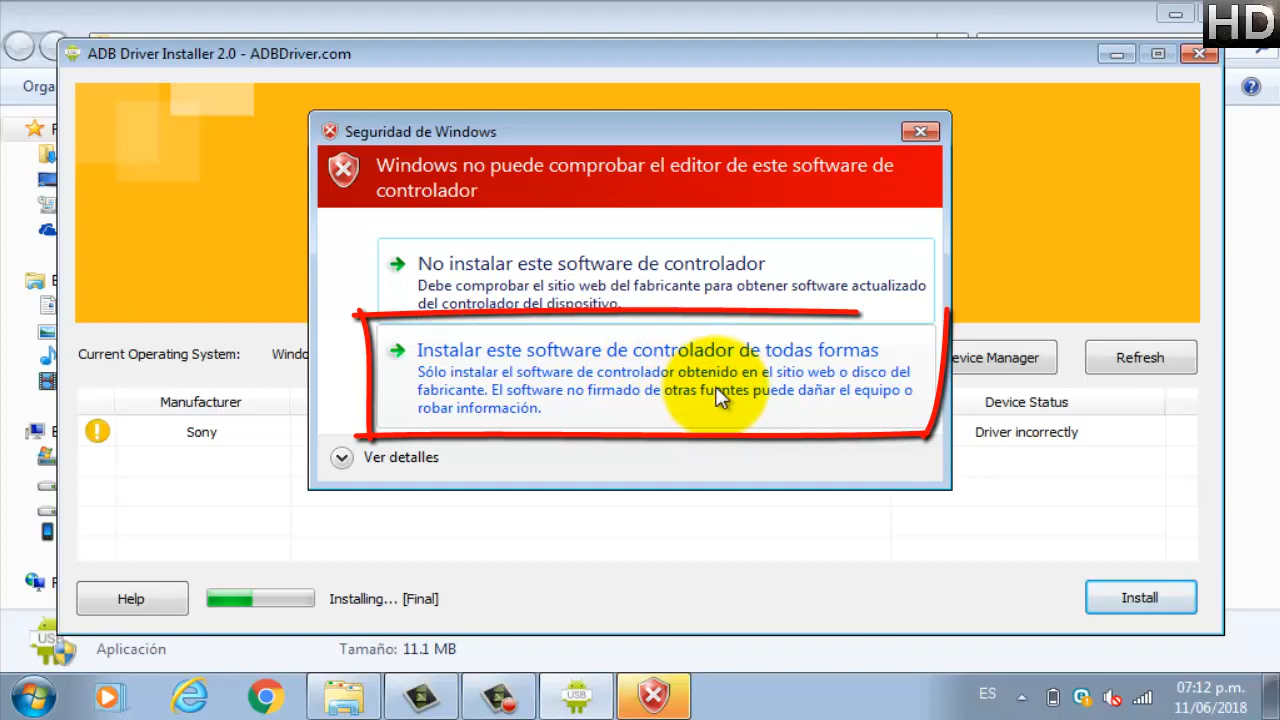 HD
ADB Driver Installer 2.0 - ADBDriver.com
Orga
Seguridad de Windows
Windows no puede comprobar el editor de este software de
controlador
No instalar este software de controlador
Debe comprobar el sitio web del fabricante para obtener software actualizado
del controlador del dispositivo.
Instalar este software de controlador de todas formas
Sólo instalar el software de controlador obtenido en el sitio web o disco del
fabricante. El software no firmado de otras fuentes puede dañar el equipo o
robar información.
Ver detalles
Current Operating System:
Windo
evice Manager
Refresh
Manufacturer
Device Status
Sony
Driver incorrectly
Help
Installing... [Final]
Install
USB
Aplicación
Tamaño: 11.1 MB
USB
ES
07:12 p.m.
11/06/2018